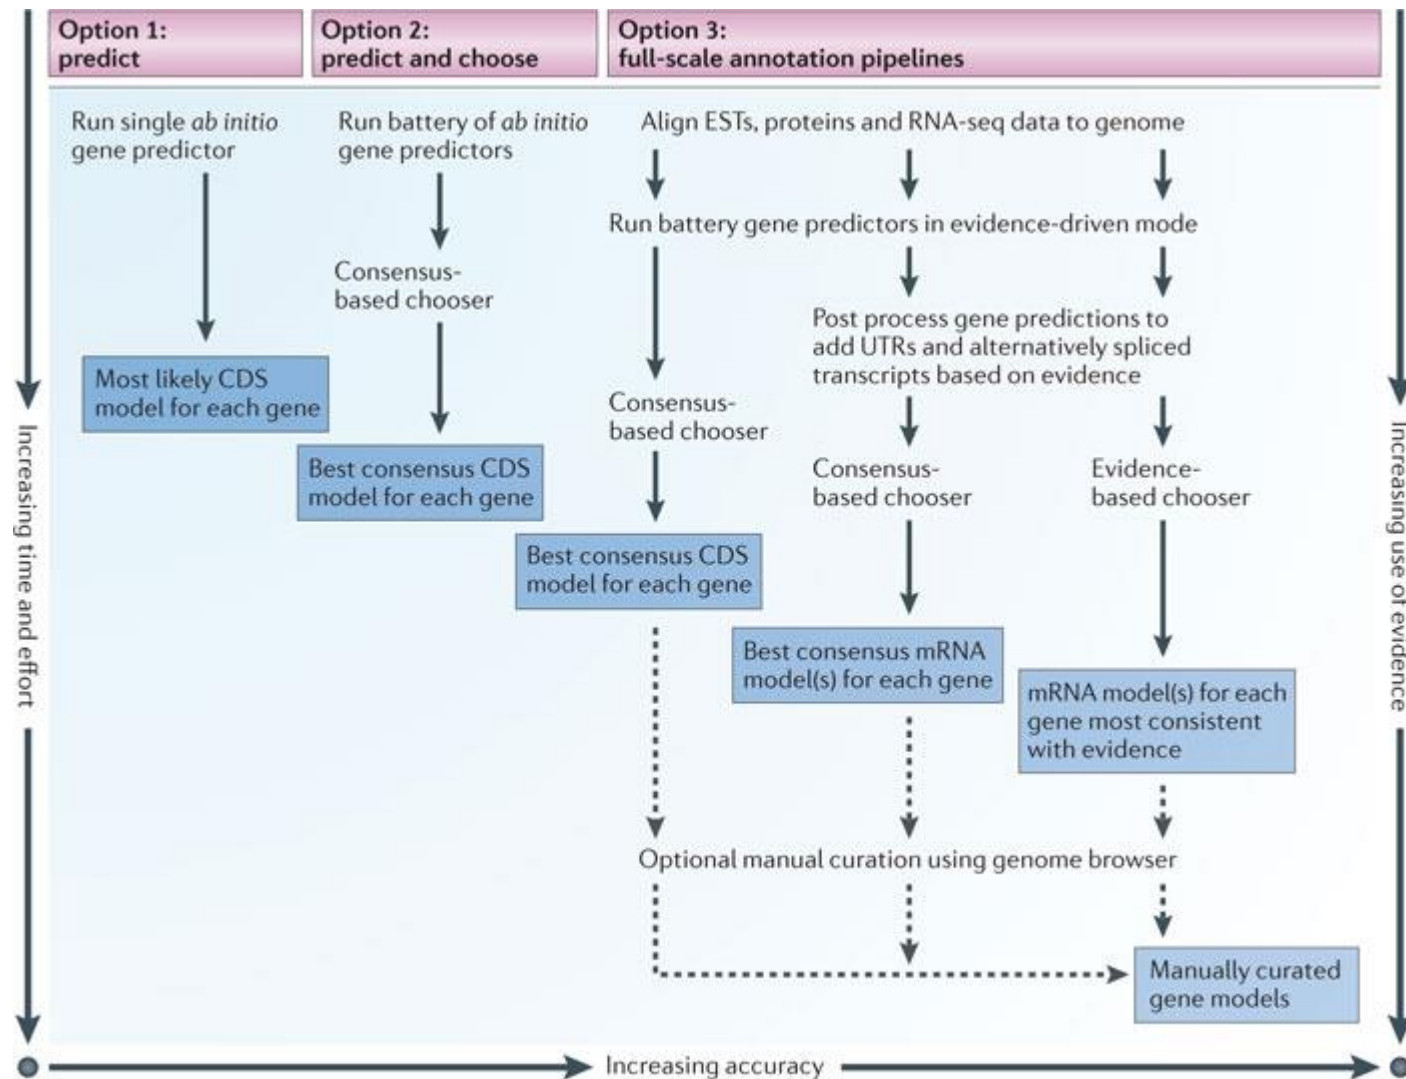 Option 1:
predict
Option 2:
predict and choose
Option 3:
full-scale annotation pipelines
Run single ab initio
gene predictor
Run battery of ab initio
gene predictors
Align ESTs, proteins and RNA-seq data to genome
Run battery gene predictors in evidence-driven mode
Consensus-
based chooser
Post process gene predictions to
add UTRs and alternatively spliced
transcripts based on evidence
Most likely CDS
model for each gene
Consensus-
based chooser
Best consensus CDS
model for each gene
Consensus-
based chooser
Evidence-
based chooser
Best consensus CDS
model for each gene
Best consensus mRNA
model(s) for each gene
mRNA model(s) for each
gene most consistent
with evidence
Optional manual curation using genome browser
Manually curated
gene models
Increasing time and effort
Increasing use of evidence
Increasing accuracy